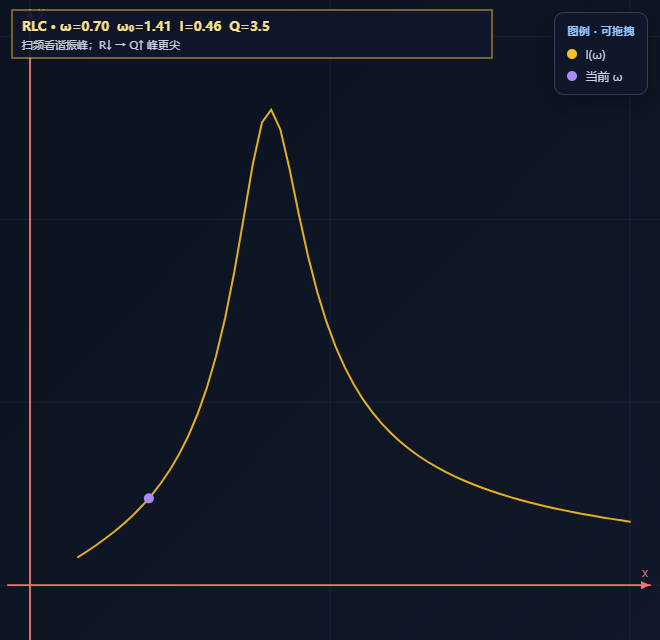 RLC • ω=0.70 ω₀=1.41 I=0.46 Q=3.5
扫频看谐振峰；R↓ → Q↑ 峰更尖
图例 · 可拖拽
I(ω)
当前 ω
x